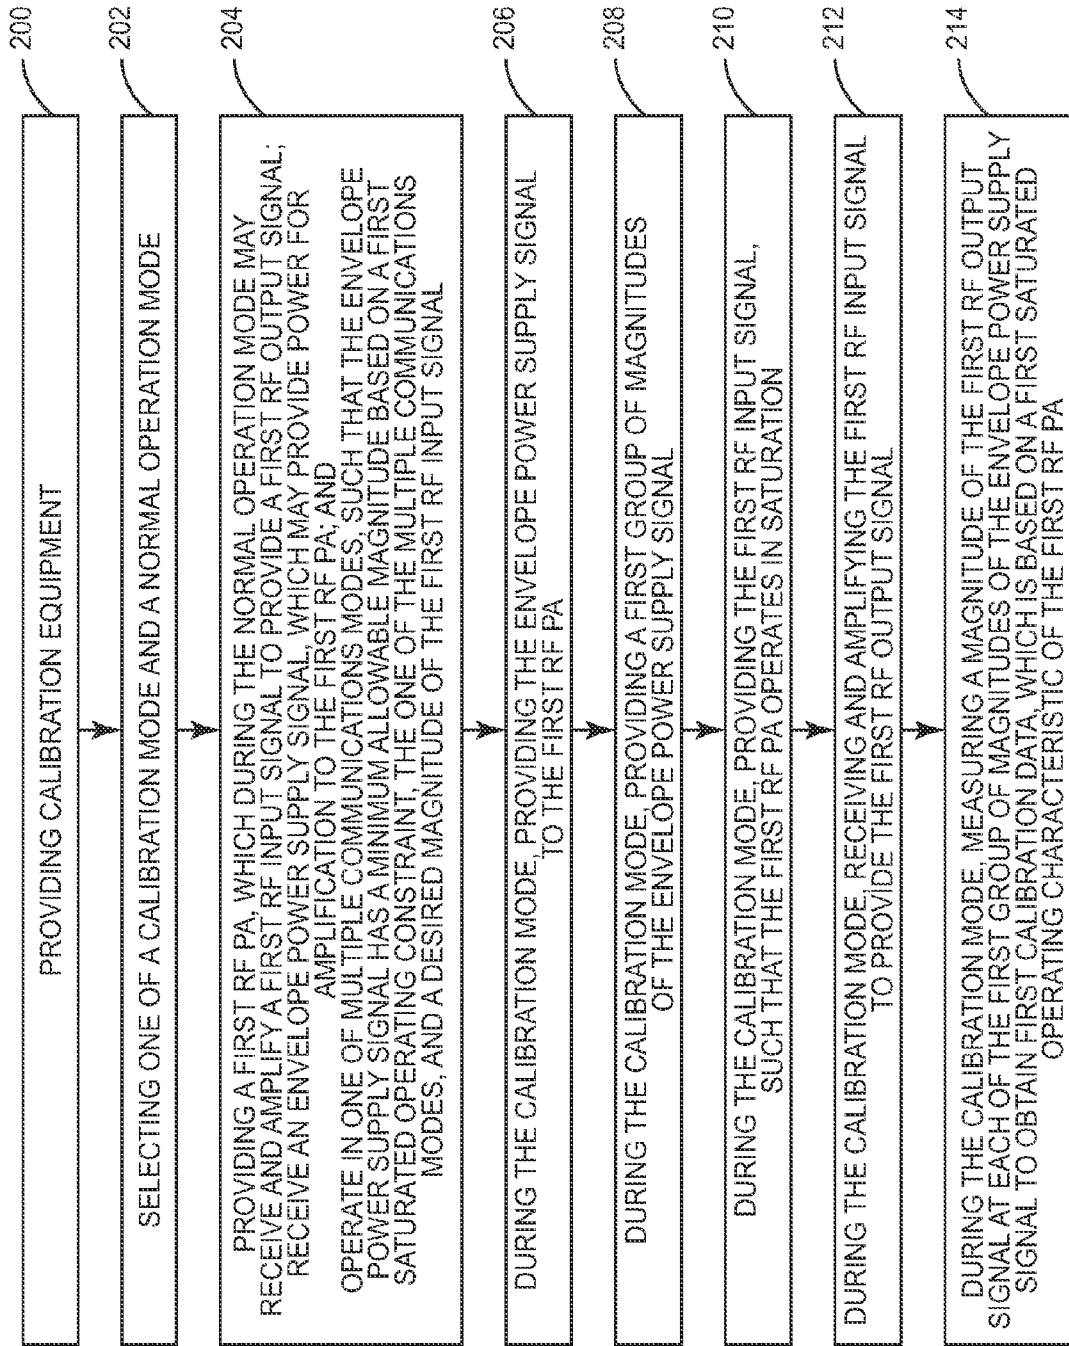 PROVIDING CALIBRATION EQUIPMENT
200
SELECTING ONE OF A CALIBRATION MODE AND A NORMAL OPERATION MODE
202
PROVIDING A FIRST RF PA, WHICH DURING THE NORMAL OPERATION MODE MAY
RECEIVE AND AMPLIFY A FIRST RF INPUT SIGNAL TO PROVIDE A FIRST RF OUTPUT SIGNAL;
RECEIVE AN ENVELOPE POWER SUPPLY SIGNAL, WHICH MAY PROVIDE POWER FOR
AMPLIFICATION TO THE FIRST RF PA; AND
OPERATE IN ONE OF MULTIPLE COMMUNICATIONS MODES, SUCH THAT THE ENVELOPE
POWER SUPPLY SIGNAL HAS A MINIMUM ALLOWABLE MAGNITUDE BASED ON A FIRST
SATURATED OPERATING CONSTRAINT, THE ONE OF THE MULTIPLE COMMUNICATIONS
MODES, AND A DESIRED MAGNITUDE OF THE FIRST RF INPUT SIGNAL
204
DURING THE CALIBRATION MODE, PROVIDING THE ENVELOPE POWER SUPPLY SIGNAL
TO THE FIRST RF PA
206
DURING THE CALIBRATION MODE, PROVIDING A FIRST GROUP OF MAGNITUDES
OF THE ENVELOPE POWER SUPPLY SIGNAL
208
DURING THE CALIBRATION MODE, PROVIDING THE FIRST RF INPUT SIGNAL,
SUCH THAT THE FIRST RF PA OPERATES IN SATURATION
210
DURING THE CALIBRATION MODE, RECEIVING AND AMPLIFYING THE FIRST RF INPUT SIGNAL
TO PROVIDE THE FIRST RF OUTPUT SIGNAL
212
DURING THE CALIBRATION MODE, MEASURING A MAGNITUDE OF THE FIRST RF OUTPUT
SIGNAL AT EACH OF THE FIRST GROUP OF MAGNITUDES OF THE ENVELOPE POWER SUPPLY
SIGNAL TO OBTAIN FIRST CALIBRATION DATA, WHICH IS BASED ON A FIRST SATURATED
OPERATING CHARACTERISTIC OF THE FIRST RF PA
214